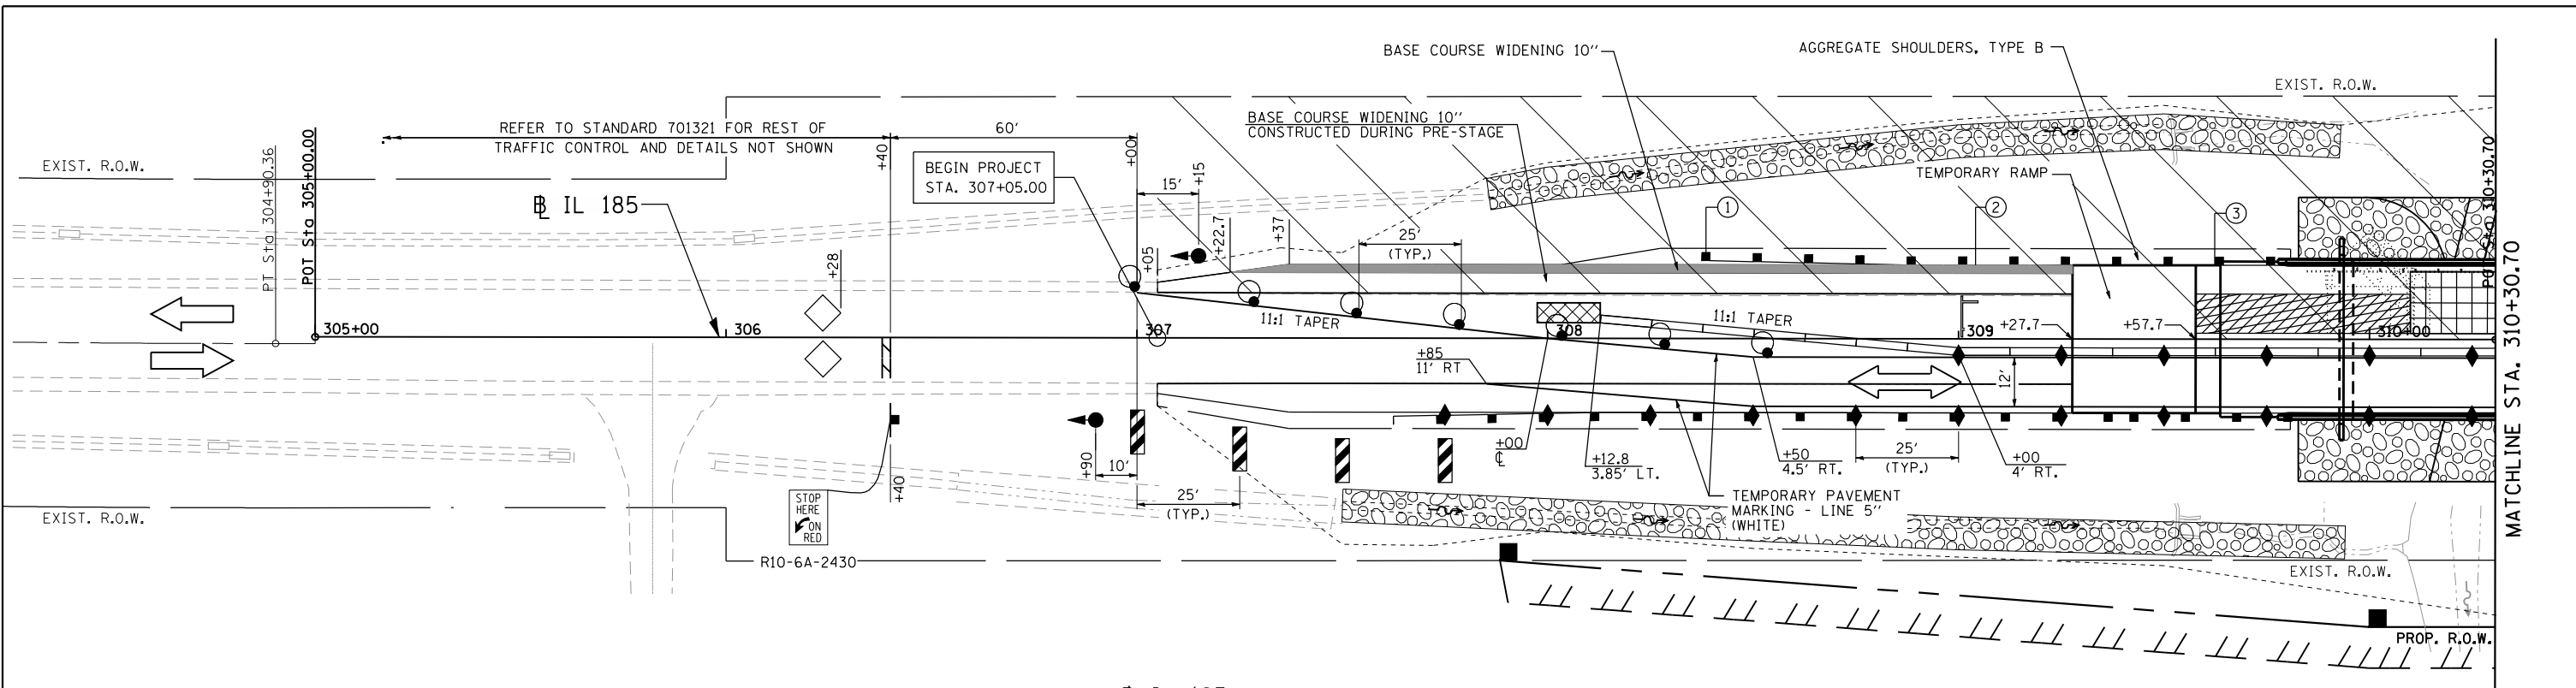 BASE COURSE WIDENING 10"
AGGREGATE SHOULDERS, TYPE B
EXIST. R.O.W.
BASE COURSE WIDENING 10"
CONSTRUCTED DURING PRE-STAGE
REFER TO STANDARD 701321 FOR REST OF
TRAFFIC CONTROL AND DETAILS NOT SHOWN
60'
+40
+00
+15
15'
EXIST. R.O.W.
PT Sta 304+90.36
POT Sta 305+00.00
BEGIN PROJECT
STA. 307+05.00
TEMPORARY RAMP
℄ IL 185
1
2
3
+28
+05
+22.7
+37
25'
(TYP.)
305+00
306
307
308
309
310+00
11:1 TAPER
11:1 TAPER
+27.7
+57.7
310+30.70
MATCHLINE STA. 310+30.70
+85
11' RT
12'
+00
℄
+12.8
3.85' LT.
+50
4.5' RT.
25'
(TYP.)
+00
4' RT.
+90
10'
25'
(TYP.)
+40
STOP
HERE
ON
RED
R10-6A-2430
TEMPORARY PAVEMENT
MARKING - LINE 5"
(WHITE)
EXIST. R.O.W.
EXIST. R.O.W.
PROP. R.O.W.